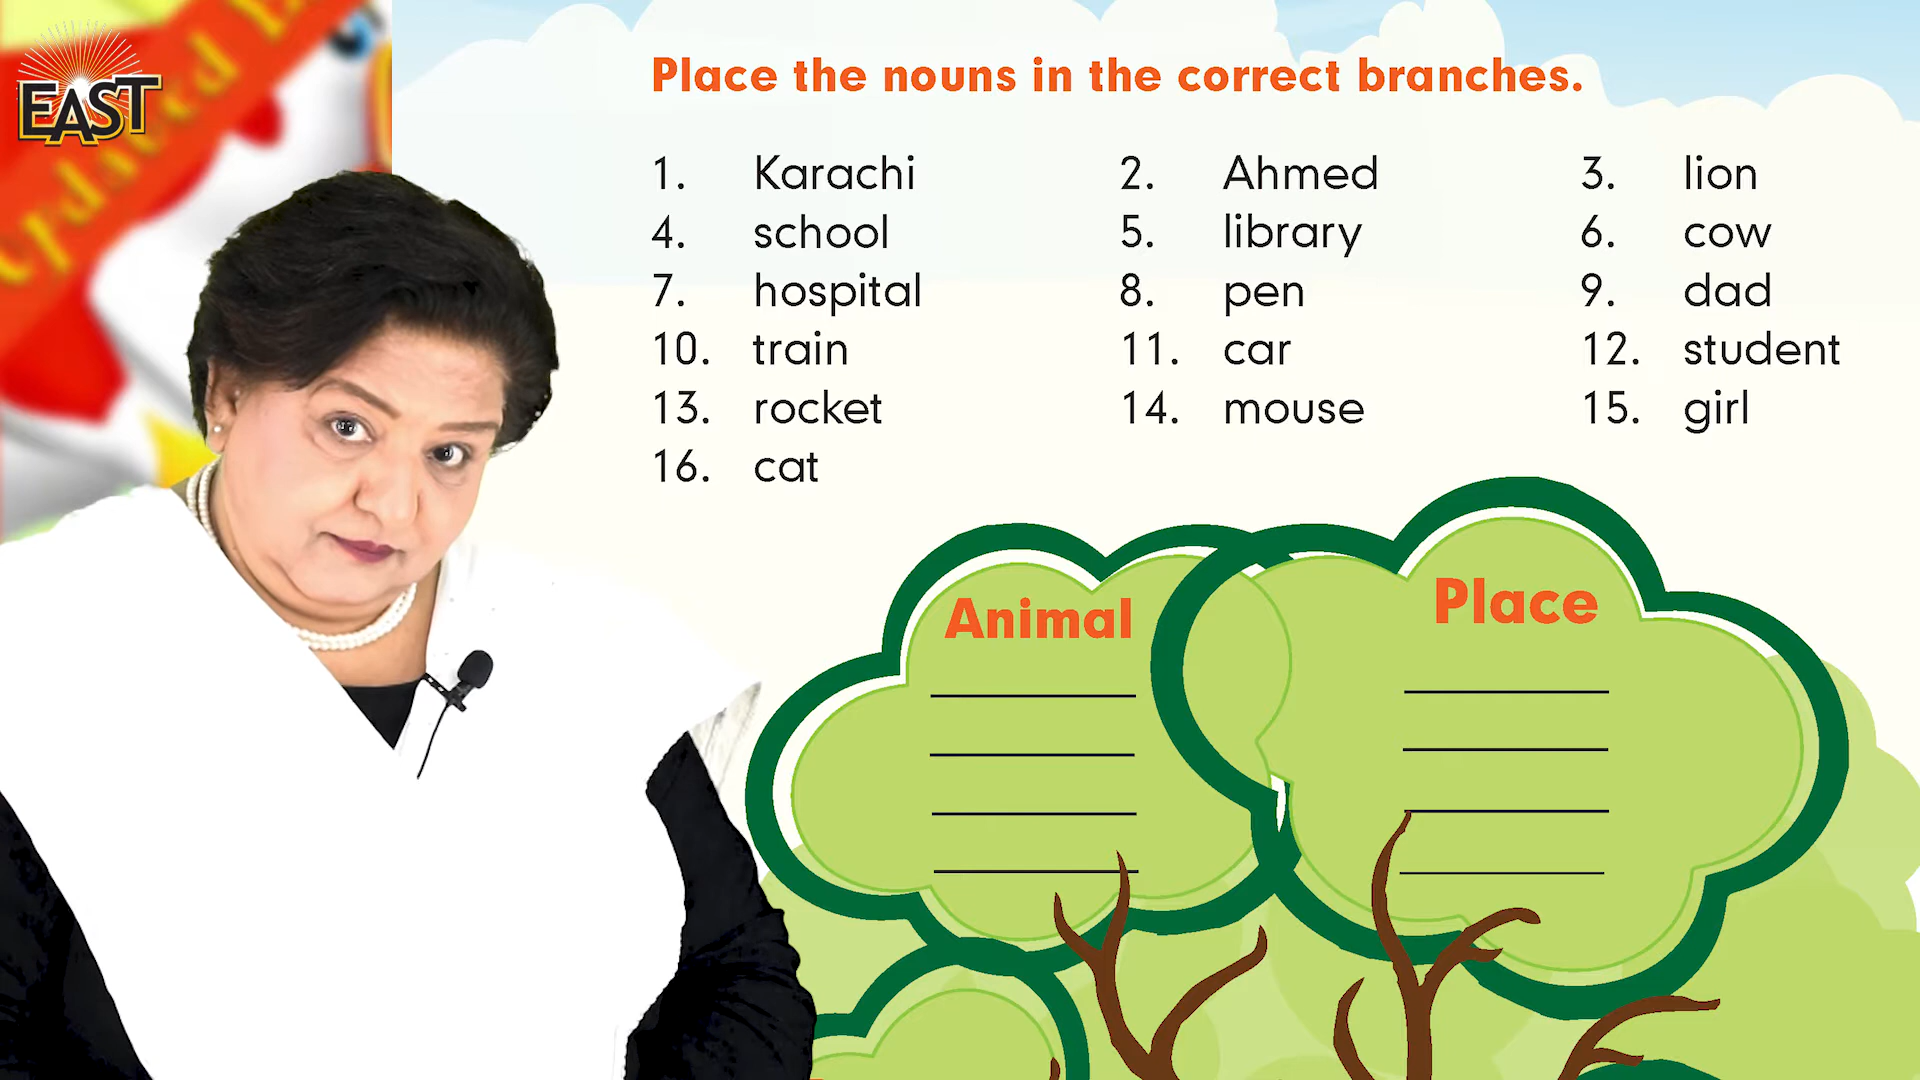 EAST
Place the nouns in the correct branches.
1. Karachi 2. Ahmed 3. lion
4. school 5. library 6. cow
7. hospital 8. pen 9. dad
10. train 11. car 12. student
13. rocket 14. mouse 15. girl
16. cat
Animal
Place